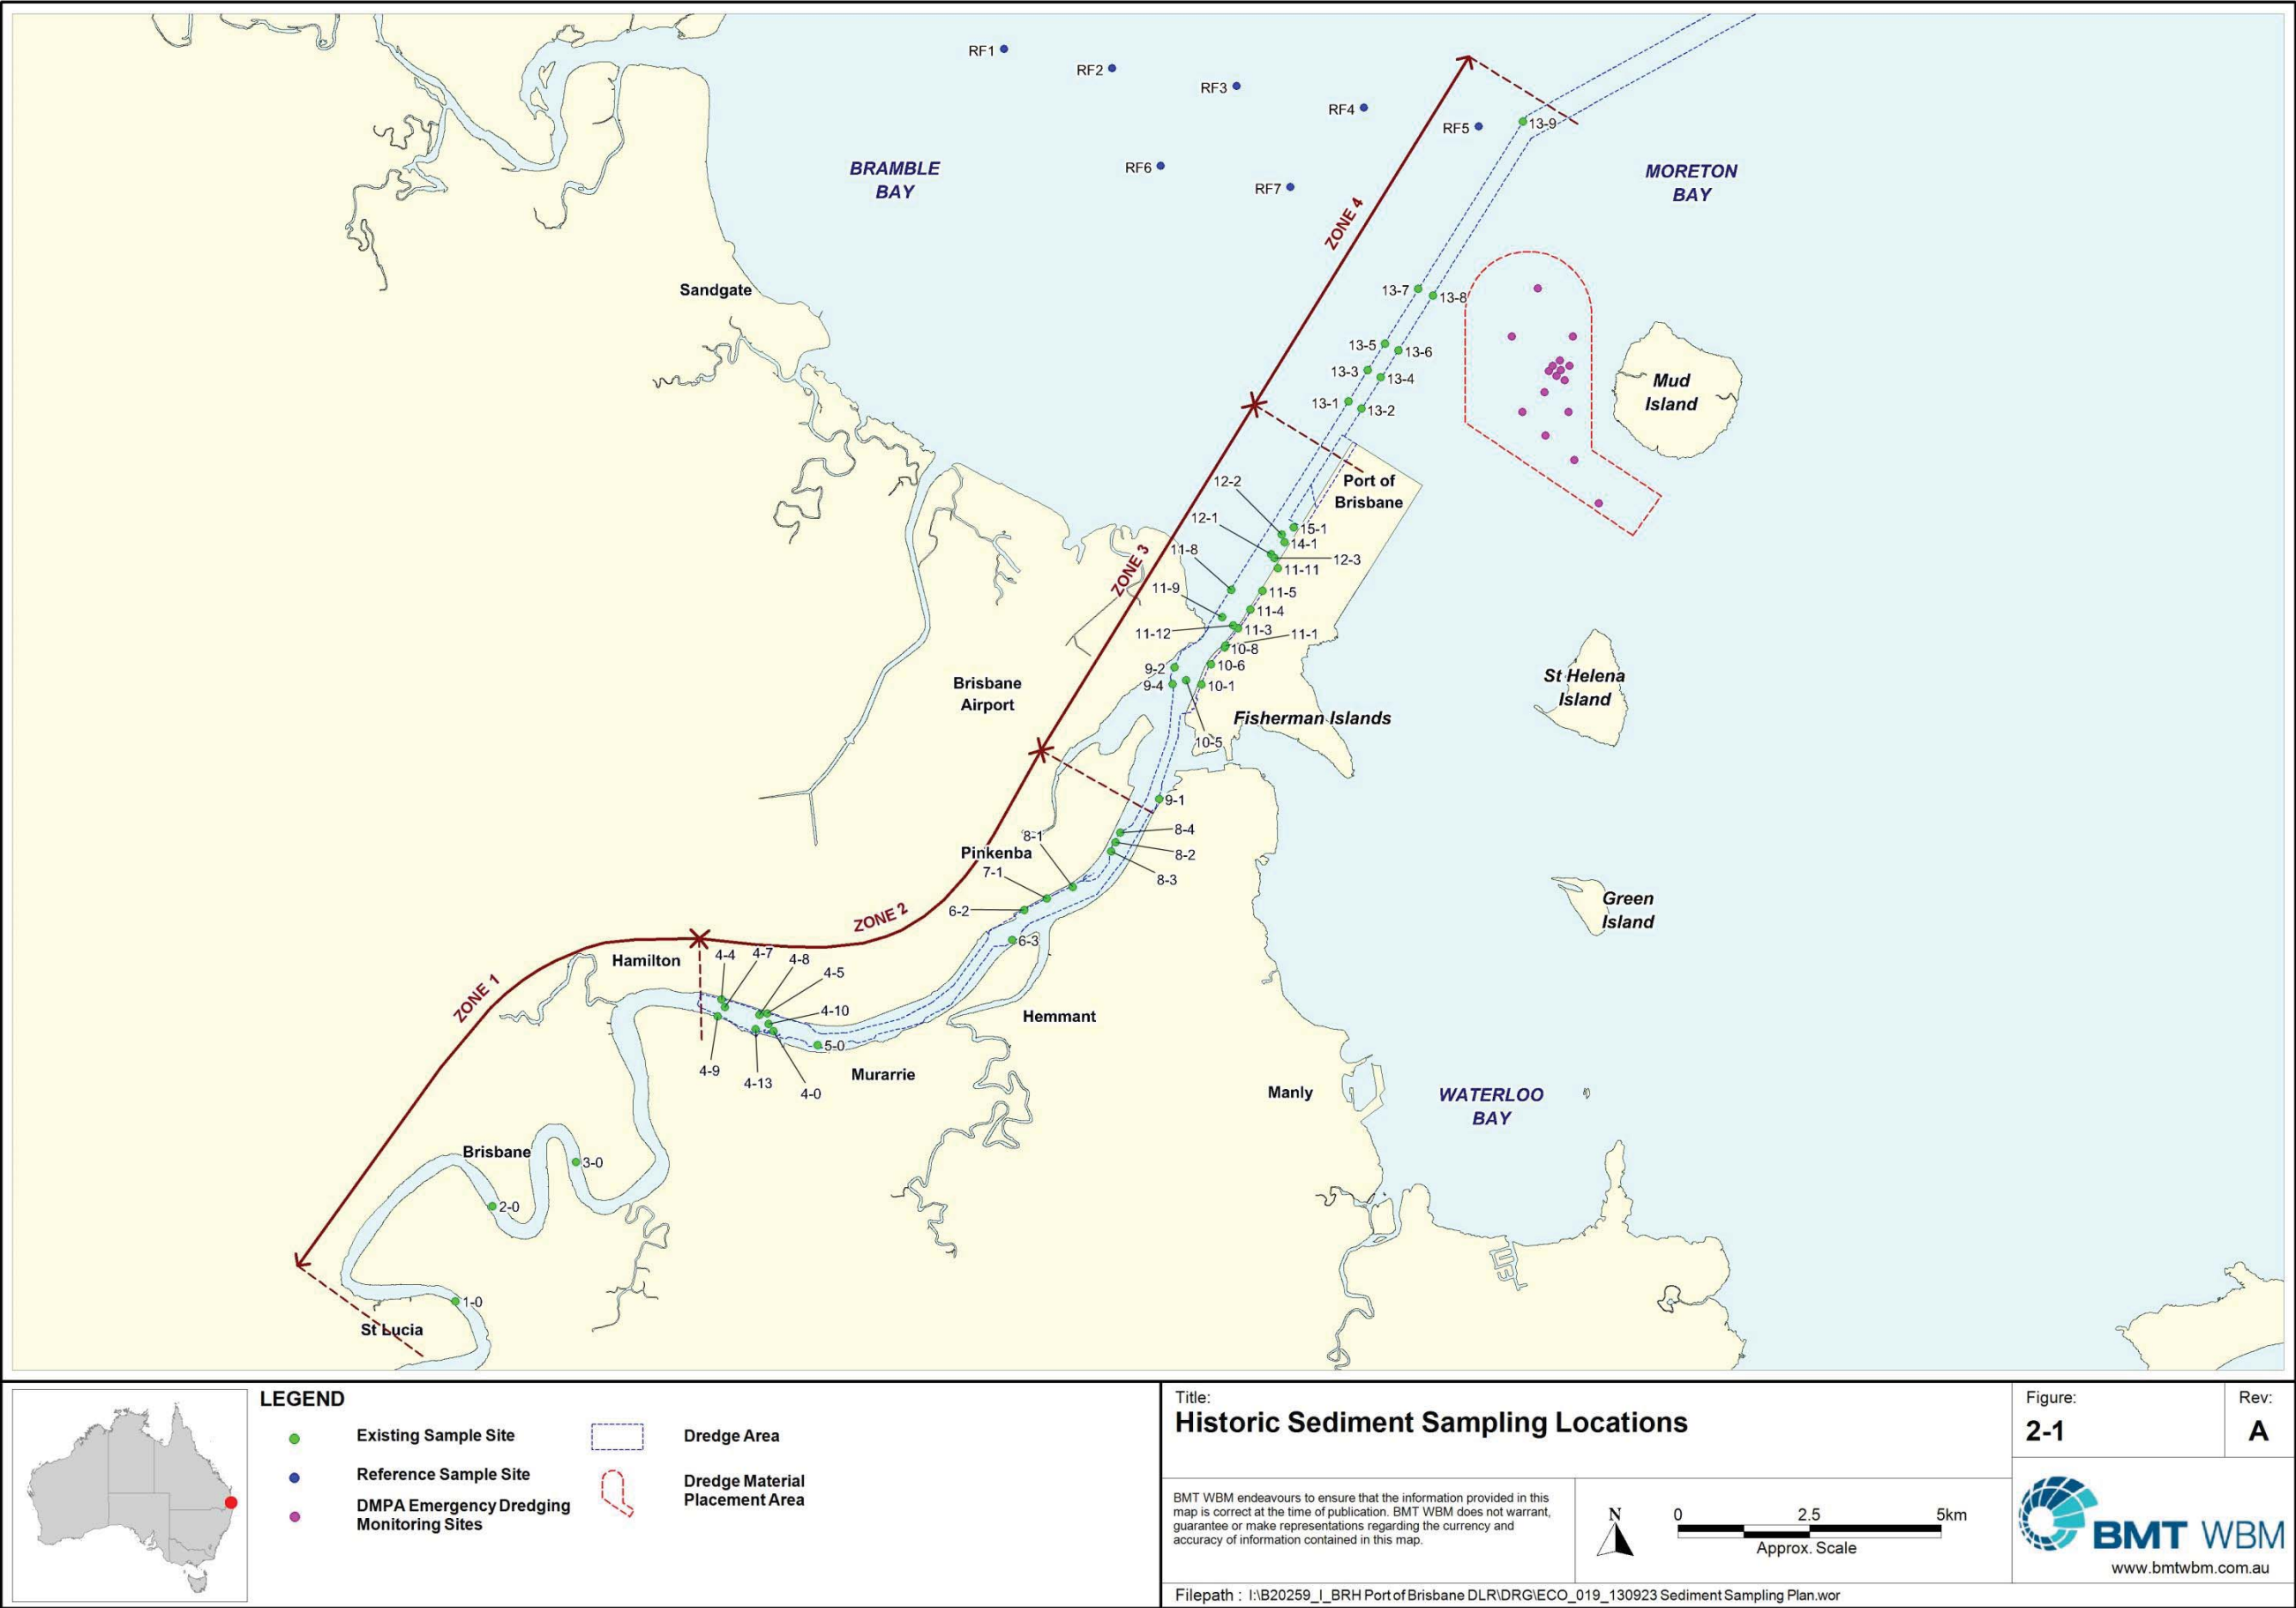 RF1
RF2
RF3
RF4
RF5
13-9
BRAMBLE
BAY
RF6
RF7
MORETON
BAY
ZONE 4
Sandgate
13-7
13-8
13-5
13-6
13-3
13-4
13-1
13-2
Mud
Island
12-2
Port of
Brisbane
12-1
15-1
14-1
11-8
12-3
11-11
ZONE 3
11-9
11-5
11-4
11-12
11-3
11-1
10-8
9-2
10-6
9-4
10-1
Brisbane
Airport
St Helena
Island
Fisherman Islands
10-5
9-1
8-1
8-4
Pinkenba
8-2
7-1
8-3
6-2
ZONE 2
Green
Island
6-3
Hamilton
4-4
4-7
4-8
4-5
ZONE 1
4-10
Hemmant
5-0
4-9
4-13
4-0
Murarrie
Manly
WATERLOO
BAY
Brisbane
3-0
2-0
1-0
St Lucia
LEGEND
Existing Sample Site
Reference Sample Site
DMPA Emergency Dredging
Monitoring Sites
Dredge Area
Dredge Material
Placement Area
Title:
Historic Sediment Sampling Locations
Figure:
2-1
Rev:
A
BMT WBM endeavours to ensure that the information provided in this
map is correct at the time of publication. BMT WBM does not warrant,
guarantee or make representations regarding the currency and
accuracy of information contained in this map.
N
0 2.5 5km
Approx. Scale
BMT WBM
www.bmtwbm.com.au
Filepath : I:\B20259_I_BRH Port of Brisbane DLR\DRG\ECO_019_130923 Sediment Sampling Plan.wor